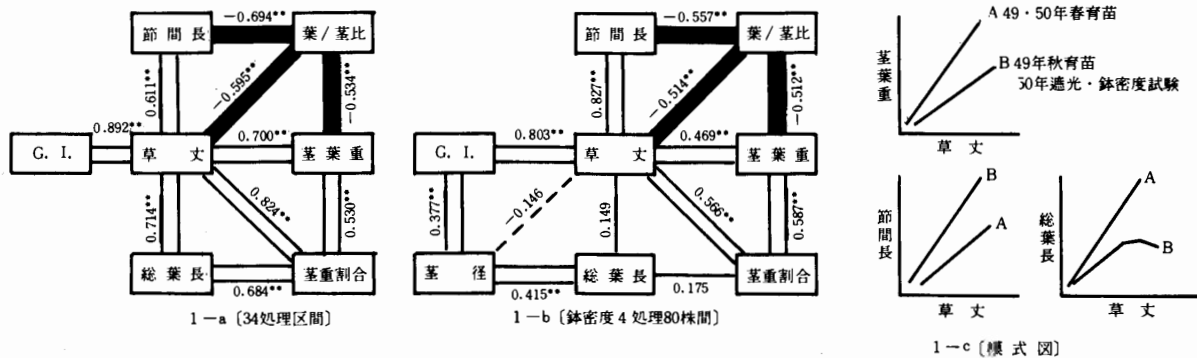 -0.694**
節間長
葉/茎比
0.611**
-0.595**
-0.534**
0.892**
0.700**
G. I.
草丈
茎葉重
0.714**
0.824**
0.530**
総葉長
茎重割合
0.684**
1-a〔34処理区間〕
-0.557**
節間長
葉/茎比
0.827**
-0.514**
-0.512**
0.803**
0.469**
G. I.
草丈
茎葉重
0.377**
-0.146
0.149
0.566**
0.587**
茎径
総葉長
茎重割合
0.415**
0.175
1-b〔鉢密度4処理80株間〕
A 49・50年春育苗
B 49年秋育苗
50年遮光・鉢密度試験
茎葉重
草丈
B
A
節間長
草丈
A
B
総葉長
草丈
1-c〔模式図〕